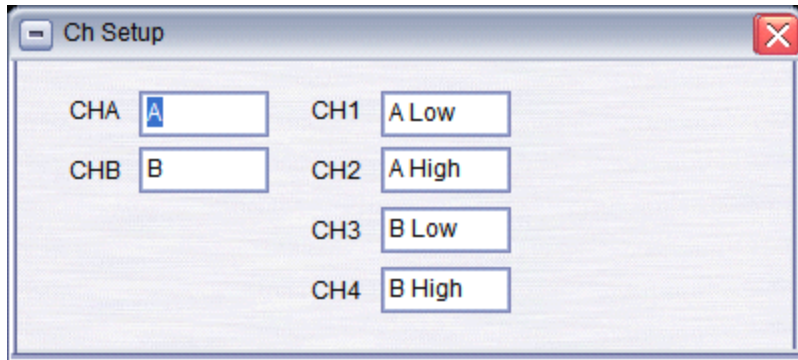 Ch Setup
CHA A CH1 A Low
CHB B CH2 A High
CH3 B Low
CH4 B High